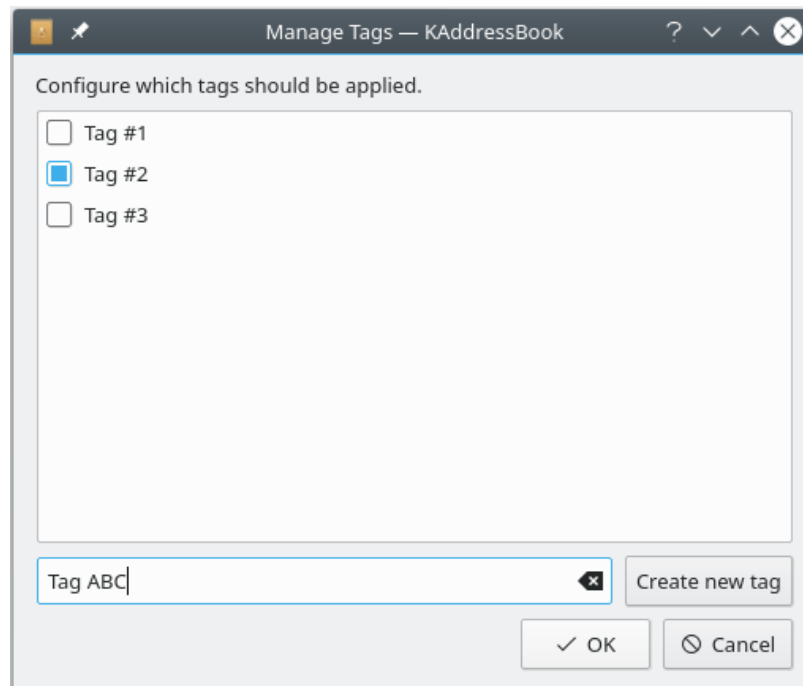 Manage Tags — KAddressBook
Configure which tags should be applied.
Tag #1
Tag #2
Tag #3
Tag ABC
Create new tag
OK
Cancel